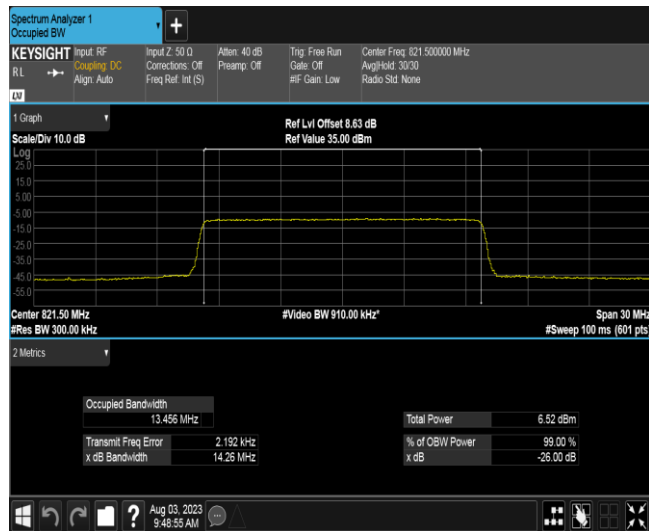 Spectrum Analyzer 1
Occupied BW
KEYSIGHT
RL
LXI
Input: RF
Coupling: DC
Align: Auto
Input Z: 50 Ω
Corrections: Off
Freq Ref: Int (S)
Atten: 40 dB
Preamp: Off
Trig: Free Run
Gate: Off
#IF Gain: Low
Center Freq: 821.500000 MHz
Avg|Hold: 30/30
Radio Std: None
1 Graph
Scale/Div 10.0 dB
Ref Lvl Offset 8.63 dB
Ref Value 35.00 dBm
Log
25.0
15.0
5.00
-5.00
-15.0
-25.0
-35.0
-45.0
-55.0
Center 821.50 MHz
#Res BW 300.00 kHz
#Video BW 910.00 kHz*
Span 30 MHz
#Sweep 100 ms (601 pts)
2 Metrics
Occupied Bandwidth
13.456 MHz
Transmit Freq Error 2.192 kHz
x dB Bandwidth 14.26 MHz
Total Power 6.52 dBm
% of OBW Power 99.00 %
x dB -26.00 dB
? Aug 03, 2023
9:48:55 AM